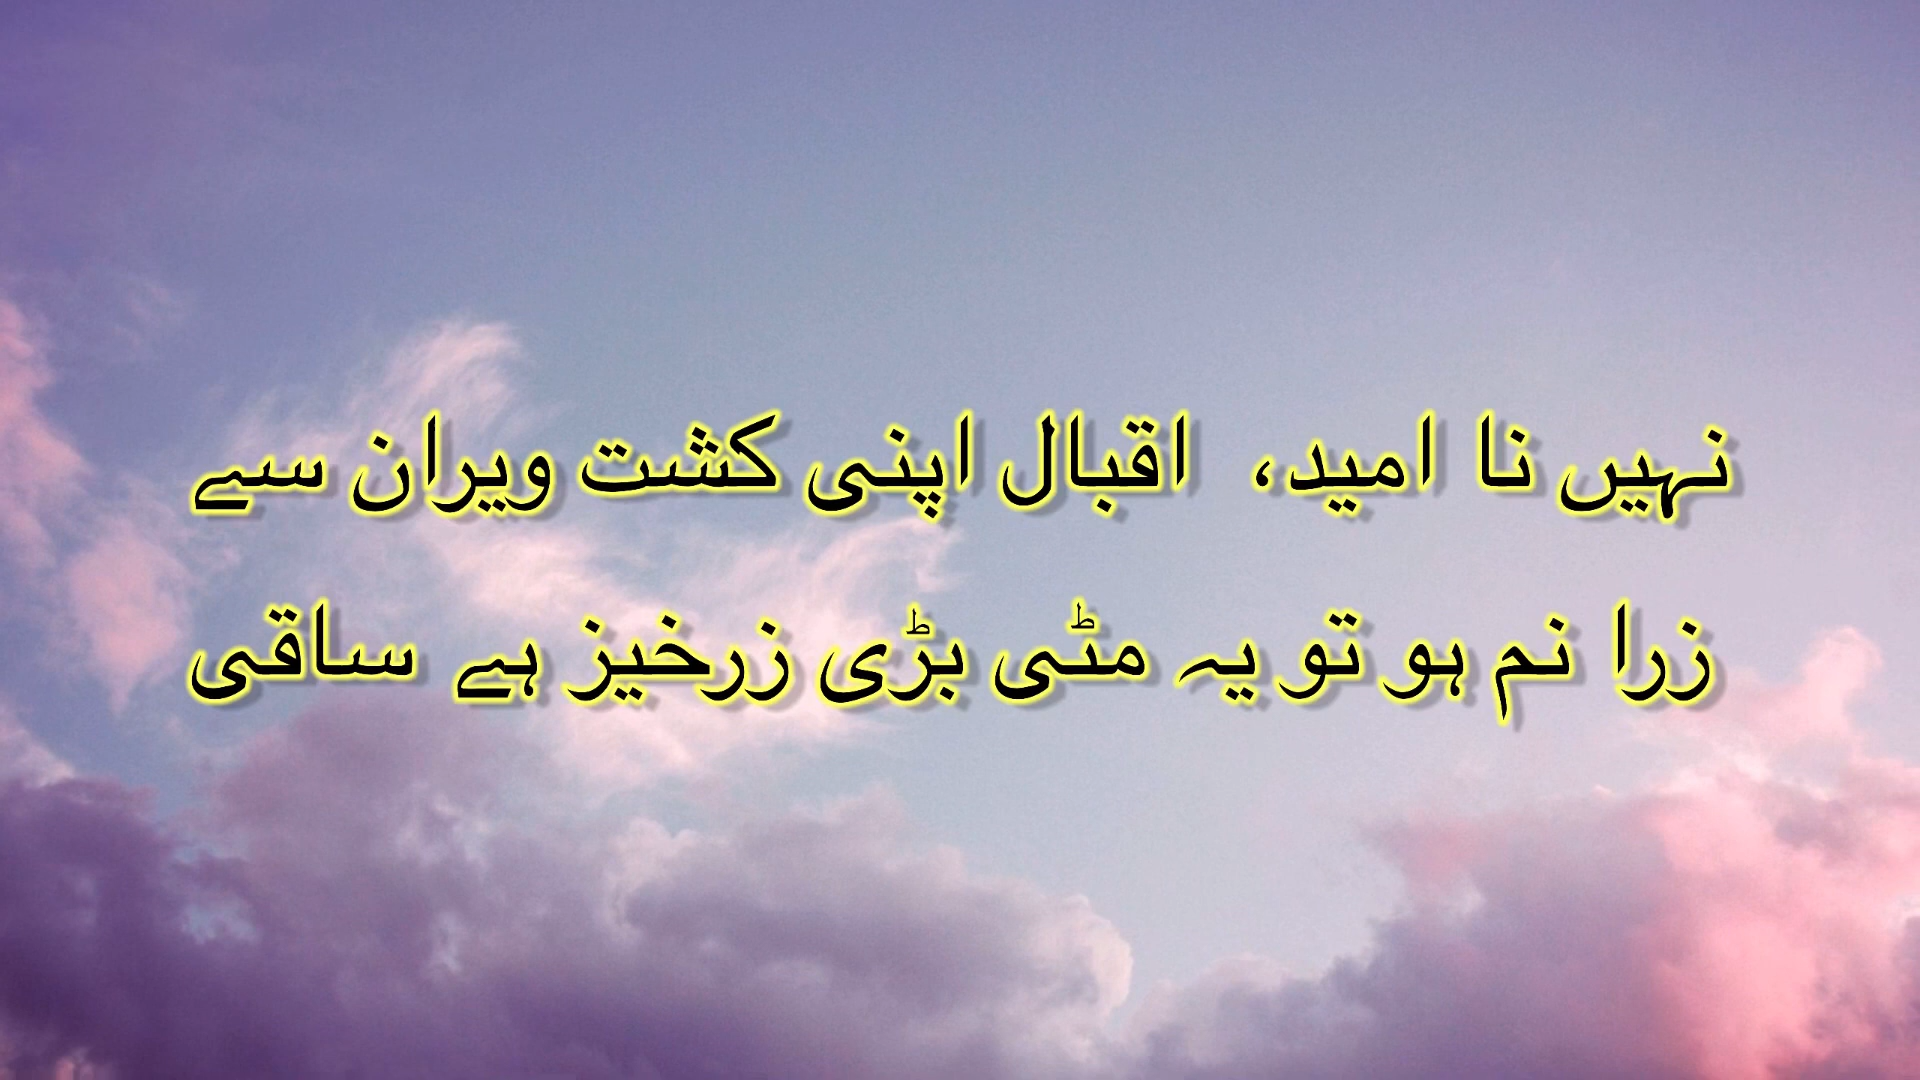 نہیں نا امید، اقبال اپنی کشت ویران سے
زرا نم ہو تو یہ مٹی بڑی زرخیز ہے ساقی